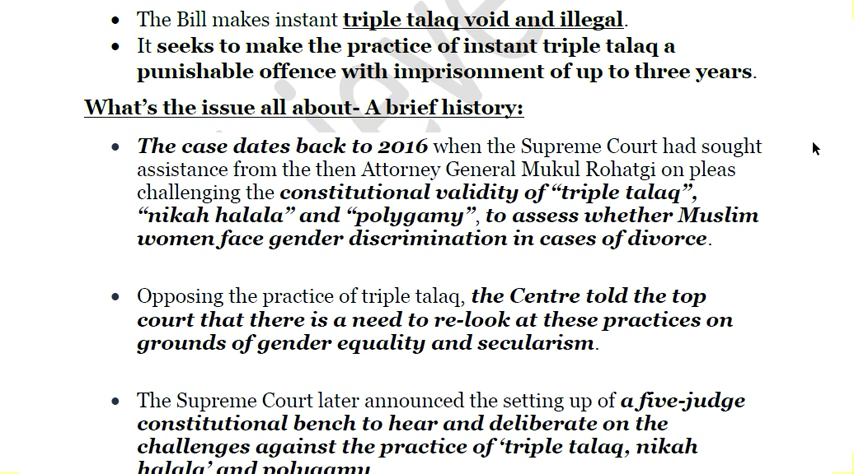 • The Bill makes instant triple talaq void and illegal.
• It seeks to make the practice of instant triple talaq a
punishable offence with imprisonment of up to three years.
What's the issue all about- A brief history:
• The case dates back to 2016 when the Supreme Court had sought
assistance from the then Attorney General Mukul Rohatgi on pleas
challenging the constitutional validity of “triple talaq”,
“nikah halala” and “polygamy”, to assess whether Muslim
women face gender discrimination in cases of divorce.
• Opposing the practice of triple talaq, the Centre told the top
court that there is a need to re-look at these practices on
grounds of gender equality and secularism.
• The Supreme Court later announced the setting up of a five-judge
constitutional bench to hear and deliberate on the
challenges against the practice of ‘triple talaq, nikah
halala’ and polygamy